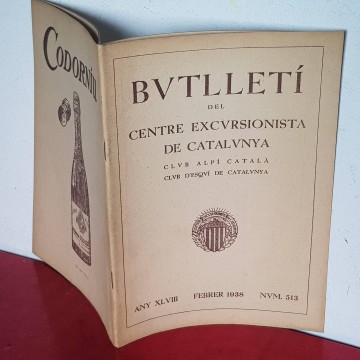 CODORNÍU
BVTLLETÍ
DEL
CENTRE EXCVRSIONISTA
DE CATALVNYA
CLVB ALPÍ CATALÀ
CLVB D'ESQVÍ DE CATALVNYA
ANY XLVIII FEBRER 1938 NVM. 513